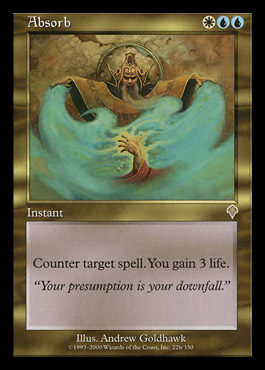 Absorb
Instant
Counter target spell. You gain 3 life.
“Your presumption is your downfall.”
Illus. Andrew Goldhawk
©1993–2000 Wizards of the Coast, Inc. 226/350